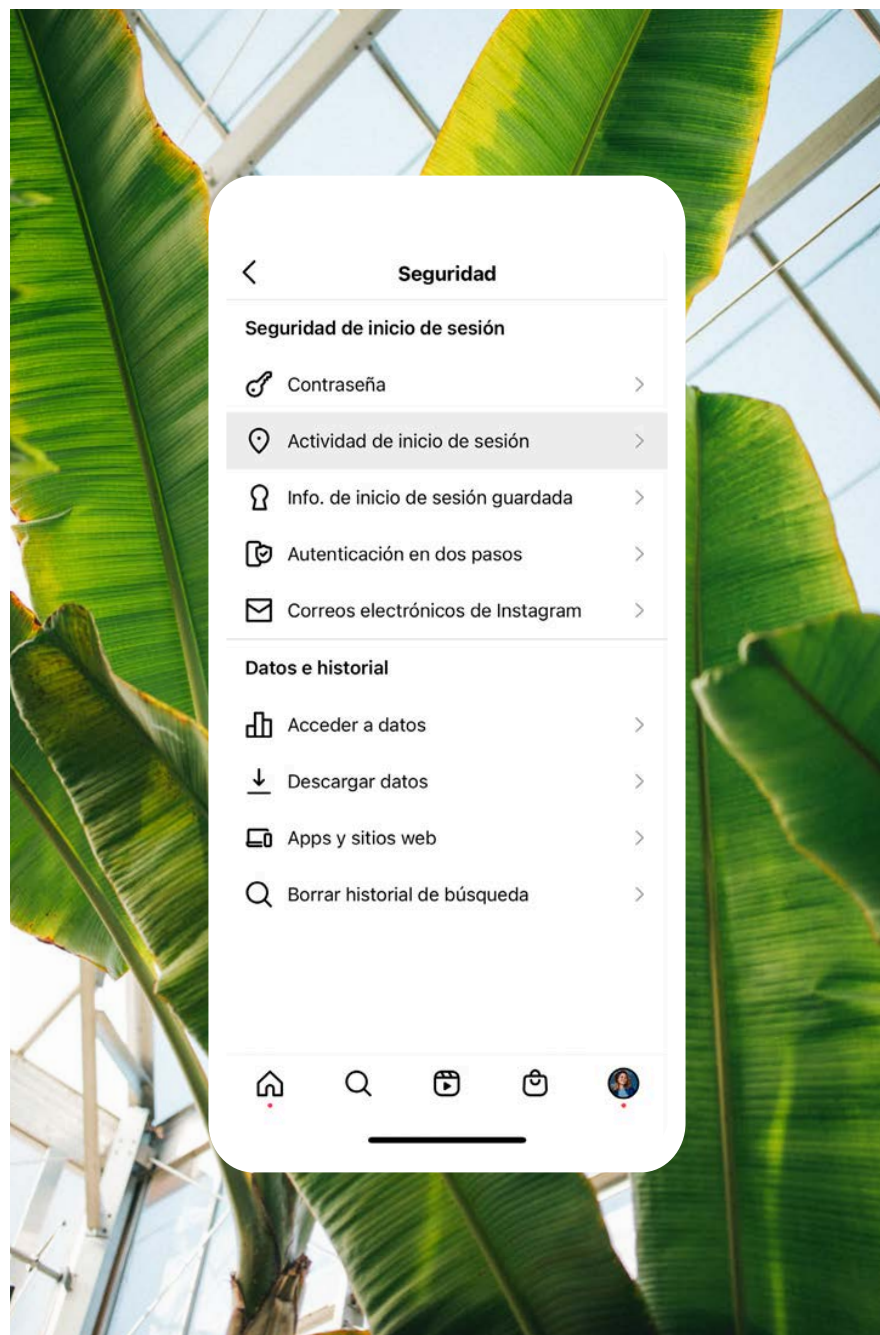 Seguridad
Seguridad de inicio de sesión
Contraseña
Actividad de inicio de sesión
Info. de inicio de sesión guardada
Autenticación en dos pasos
Correos electrónicos de Instagram
Datos e historial
Acceder a datos
Descargar datos
Apps y sitios web
Borrar historial de búsqueda